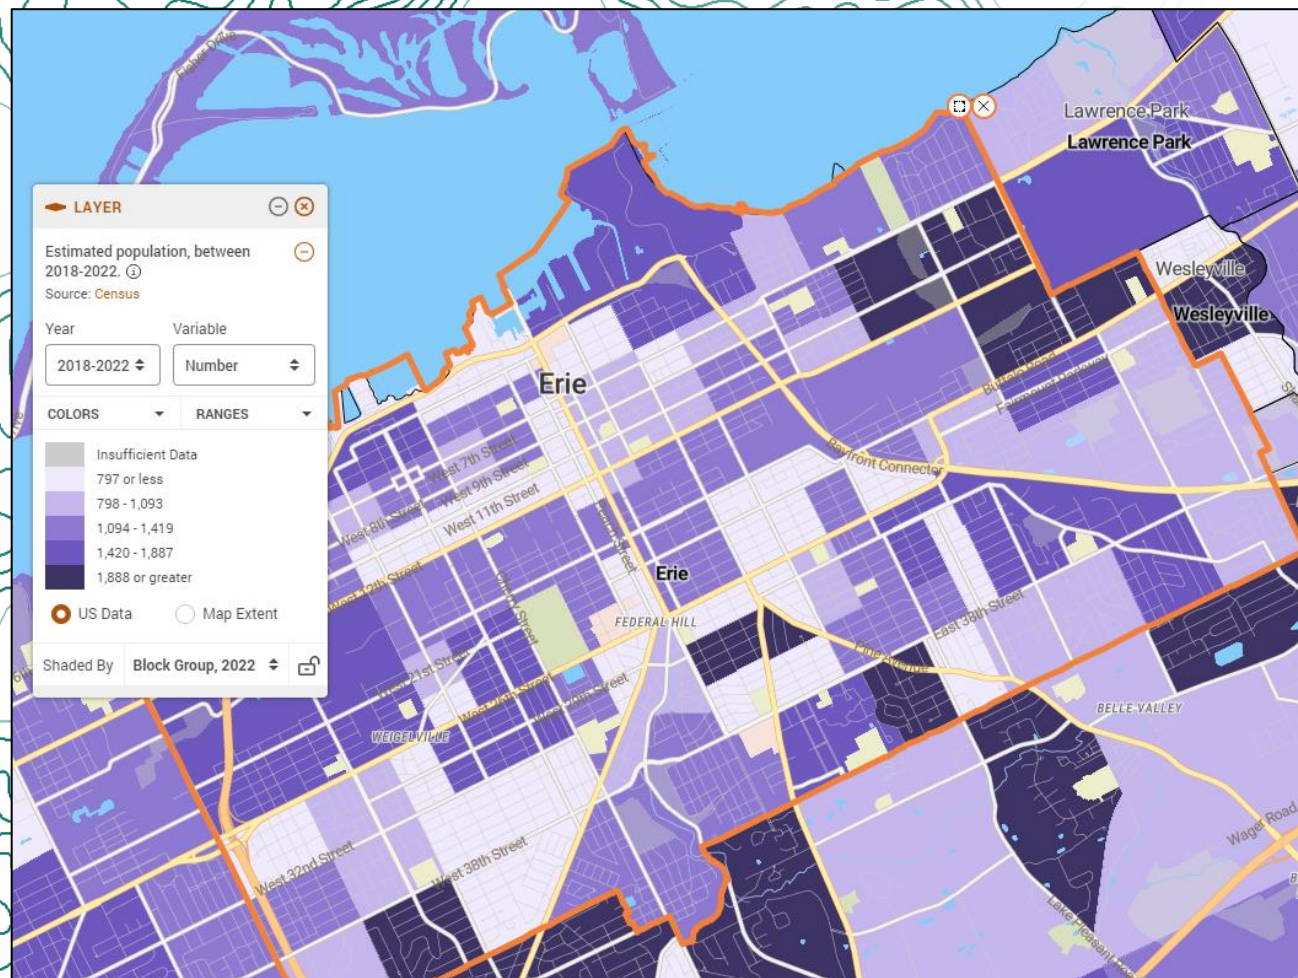 Fisher Drive
Lawrence Park
Lawrence Park
LAYER
Estimated population, between
2018-2022.
Source: Census
Year Variable
2018-2022 Number
COLORS RANGES
Insufficient Data
797 or less
798 - 1,093
1,094 - 1,419
1,420 - 1,887
1,888 or greater
US Data Map Extent
Shaded By Block Group, 2022
Wesleyville
Wesleyville
Erie
Buffalo Road
Fairmount Parkway
West 7th Street
West 9th Street
West 8th Street
West 11th Street
Bayfront Connector
Peach Street
West 12th Street
Erie
Cherry Street
FEDERAL HILL
East 38th Street
Pine Avenue
West 21st Street
West 26th Street
WEIGELVILLE
BELLE VALLEY
Wager Road
West 32nd Street
West 38th Street